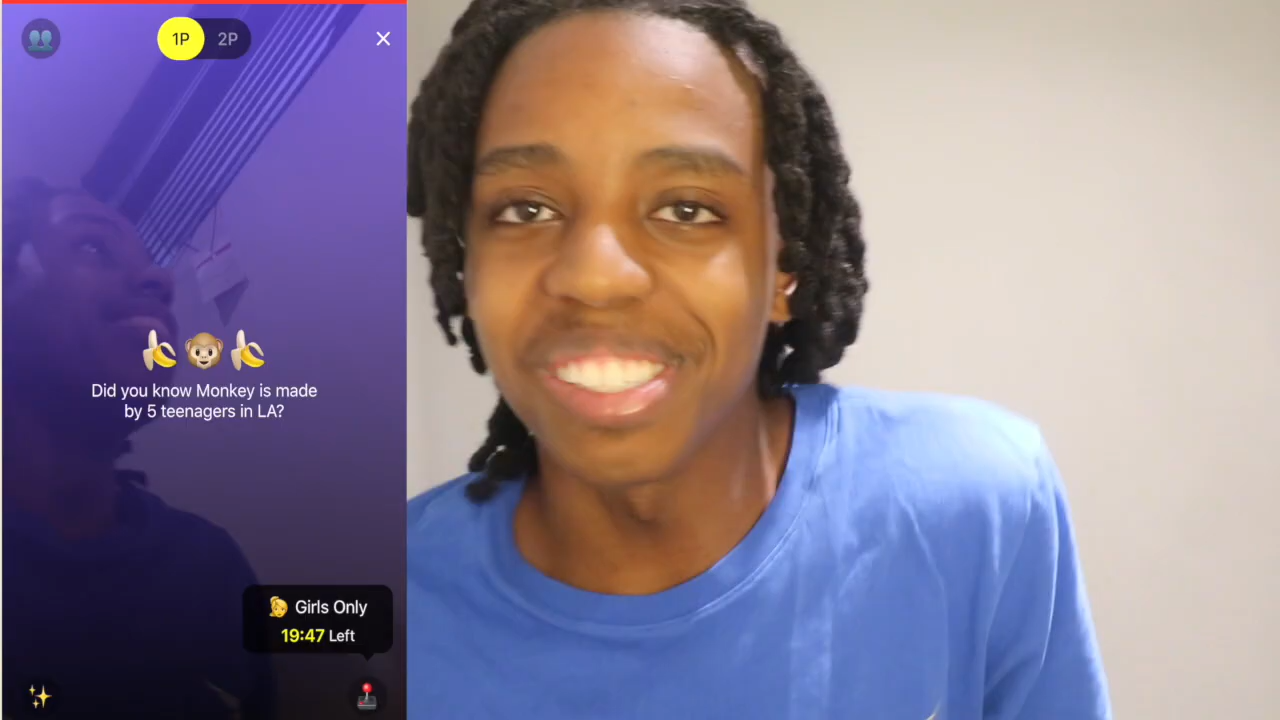 1P 2P
Did you know Monkey is made
by 5 teenagers in LA?
Girls Only
19:47 Left